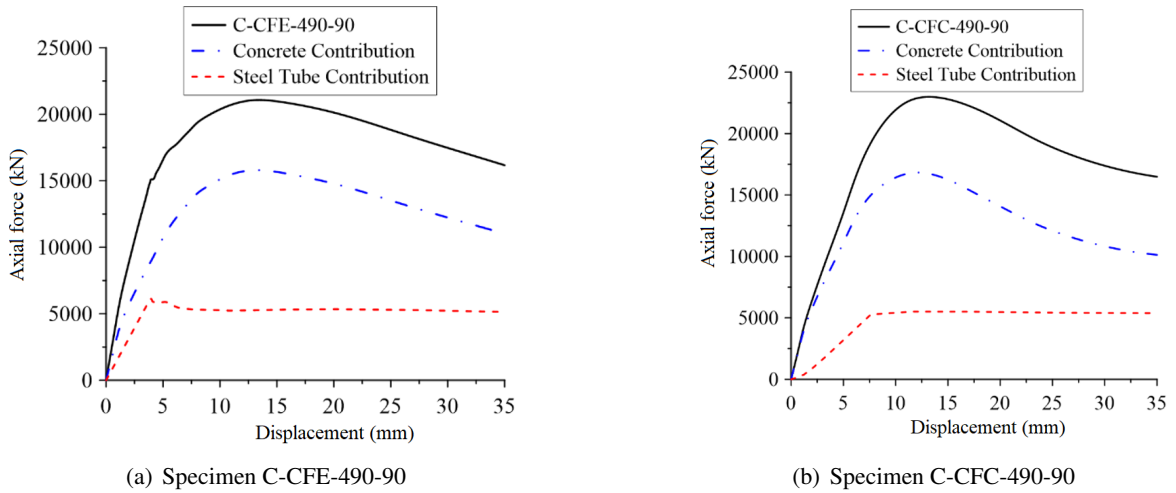 C-CFE-490-90
Concrete Contribution
Steel Tube Contribution
25000
20000
15000
10000
5000
0
Axial force (kN)
0 5 10 15 20 25 30 35
Displacement (mm)
(a) Specimen C-CFE-490-90
C-CFC-490-90
Concrete Contribution
Steel Tube Contribution
25000
20000
15000
10000
5000
0
Axial force (kN)
0 5 10 15 20 25 30 35
Displacement (mm)
(b) Specimen C-CFC-490-90